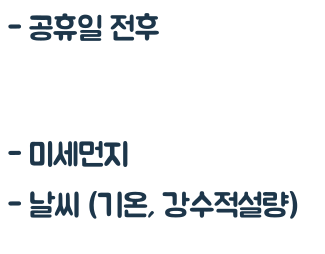 - 공휴일 전후
- 미세먼지
- 날씨 (기온, 강수적설량)